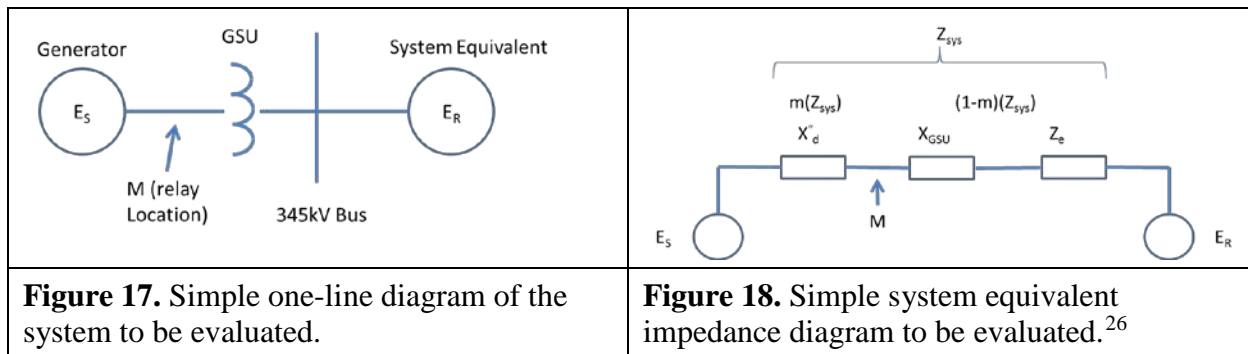 Generator
GSU
System Equivalent
E_S
E_R
M (relay
Location)
345kV Bus
Z_sys
m(Z_sys)
(1-m)(Z_sys)
X"_d
X_GSU
Z_e
M
E_S
E_R
Figure 17. Simple one-line diagram of the
system to be evaluated.
Figure 18. Simple system equivalent
impedance diagram to be evaluated.26